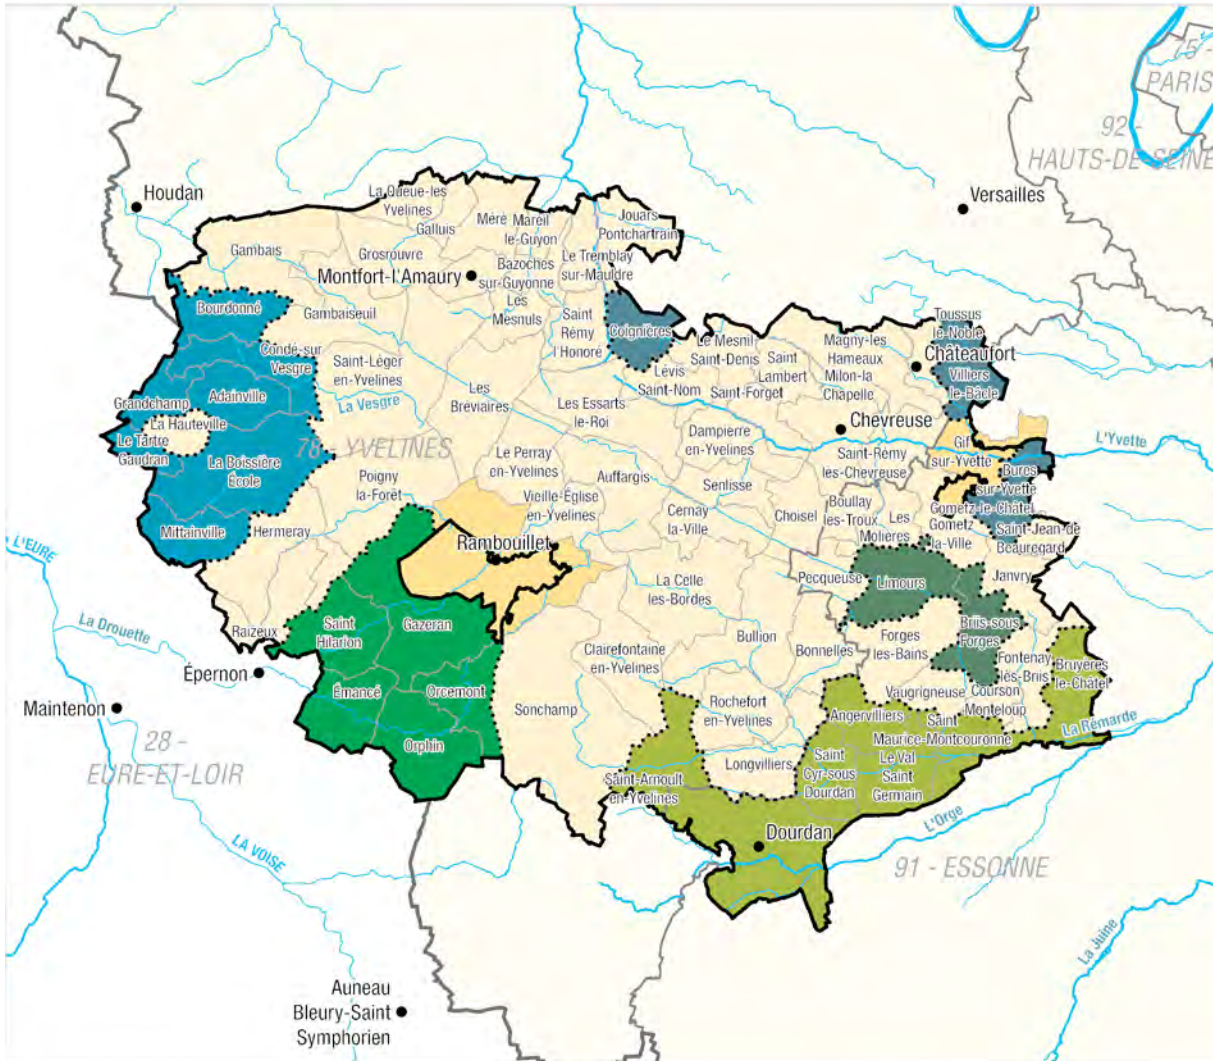 75 -
PARIS
92 -
HAUTS-DE-SEINE
Houdan
Versailles
La Queue-les
Yvelines
Galluis
Méré
Mareil
le-Guyon
Jouars
Pontchartrain
Gambais
Grosrouvre
Montfort-l'Amaury
Bazoches
sur-Guyonne
Le Tremblay
sur-Mauldre
Les
Mesnuls
Saint
Rémy
l'Honoré
Bourdonné
Gambaiseuil
Coignières
Toussus
le-Noble
Le Mesnil
Saint-Denis
Magny-les
Hameaux
Châteaufort
Condé-sur
Vesgre
Saint-Léger
en-Yvelines
Lévis
Saint-Nom
Saint
Lambert
Saint-Forget
Milon-la
Chapelle
Villiers
le-Bâcle
Grandchamp
Adainville
La Vesgre
Les
Bréviaires
Les Essarts
le-Roi
La Hauteville
Dampierre
en-Yvelines
Chevreuse
Le Tartre
Gaudran
78 - YVELINES
Le Perray
en-Yvelines
Saint-Rémy
lès-Chevreuse
Gif
sur-Yvette
L'Yvette
La Boissière
École
Poigny
la-Forêt
Auffargis
Senlisse
Bures
sur-Yvette
Vieille-Église
en-Yvelines
Cernay
la-Ville
Choisel
Boullay
les-Troux
Les
Molières
Gometz-le-Châtel
Gometz
la-Ville
Saint-Jean-de
Beauregard
Mittainville
Hermeray
Rambouillet
L'EURE
La Celle
les-Bordes
Pecqueuse
Limours
Janvry
La Drouette
Raizeux
Saint
Hilarion
Gazeran
Bullion
Bonnelles
Forges
les-Bains
Briis-sous
Forges
Clairefontaine
en-Yvelines
Fontenay
lès-Briis
Bruyères
le-Châtel
Épernon
Émancé
Orcemont
Sonchamp
Rochefort
en-Yvelines
Vaugrigneuse
Courson
Monteloup
Maintenon
Angervilliers
Saint
Maurice-Montcouronne
La Rémarde
28 -
EURE-ET-LOIR
Orphin
Longvilliers
Saint
Cyr-sous
Dourdan
Le Val
Saint
Germain
Saint-Arnoult
en-Yvelines
Dourdan
L'Orge
LA VOISE
91 - ESSONNE
La Juine
Auneau
Bleury-Saint
Symphorien